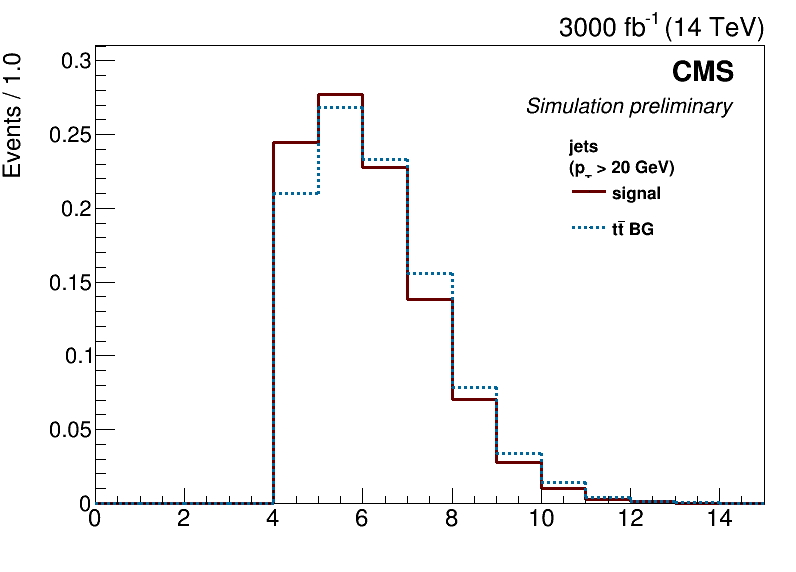 3000 fb-1 (14 TeV)
Events / 1.0
CMS
Simulation preliminary
jets
(pT > 20 GeV)
signal
tt̄ BG
0.3
0.25
0.2
0.15
0.1
0.05
0
0 2 4 6 8 10 12 14